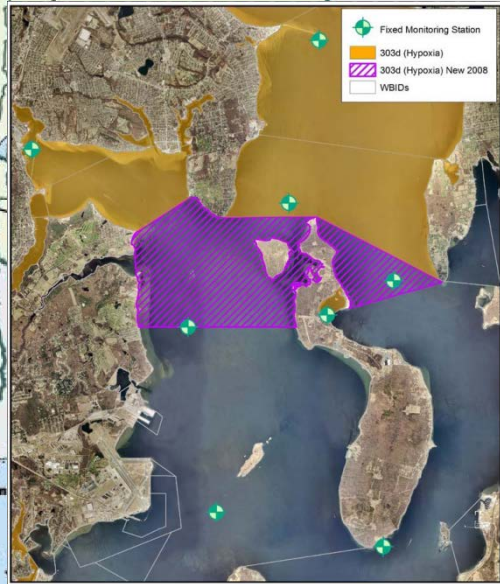 Fixed Monitoring Station
303d (Hypoxia)
303d (Hypoxia) New 2008
WBIDs